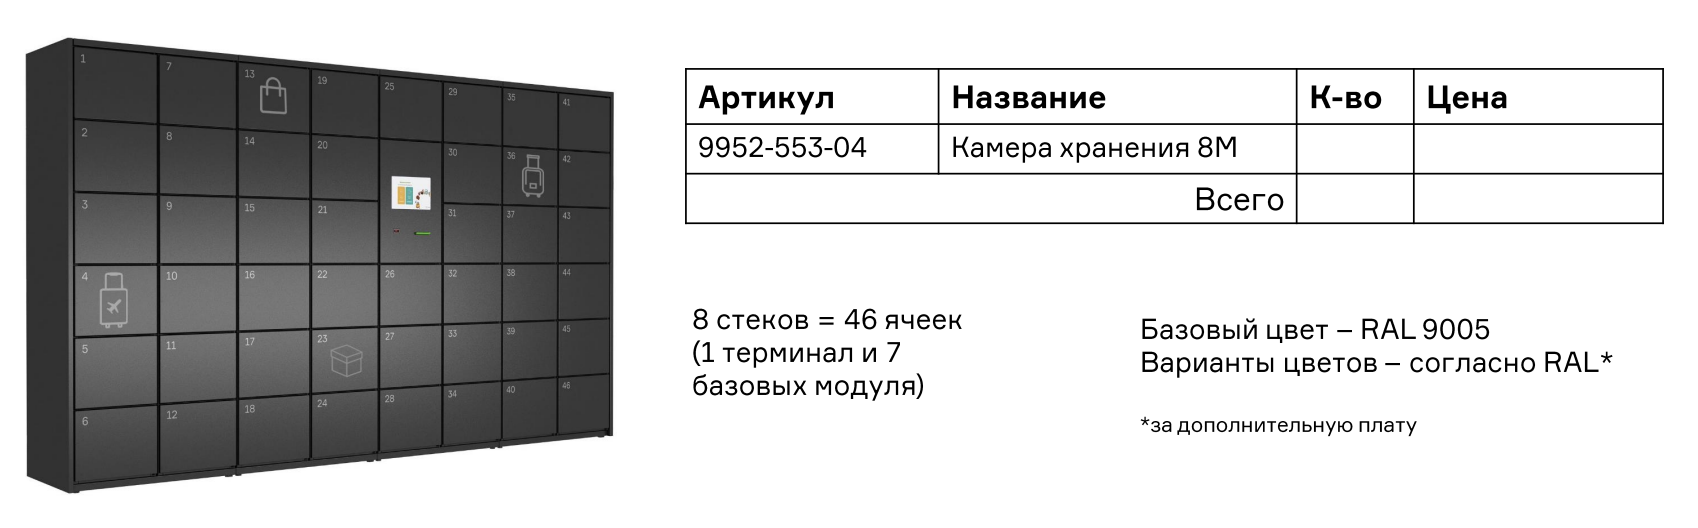 1 7 13 19 25 29 35 41
2 8 14 20 30 36 42
3 9 15 21 31 37 43
4 10 16 22 26 32 38 44
5 11 17 23 27 33 39 45
6 12 18 24 28 34 40 46
Артикул Название К-во Цена
9952-553-04 Камера хранения 8М
Всего
8 стеков = 46 ячеек
(1 терминал и 7
базовых модуля)
Базовый цвет – RAL 9005
Варианты цветов – согласно RAL*
*за дополнительную плату